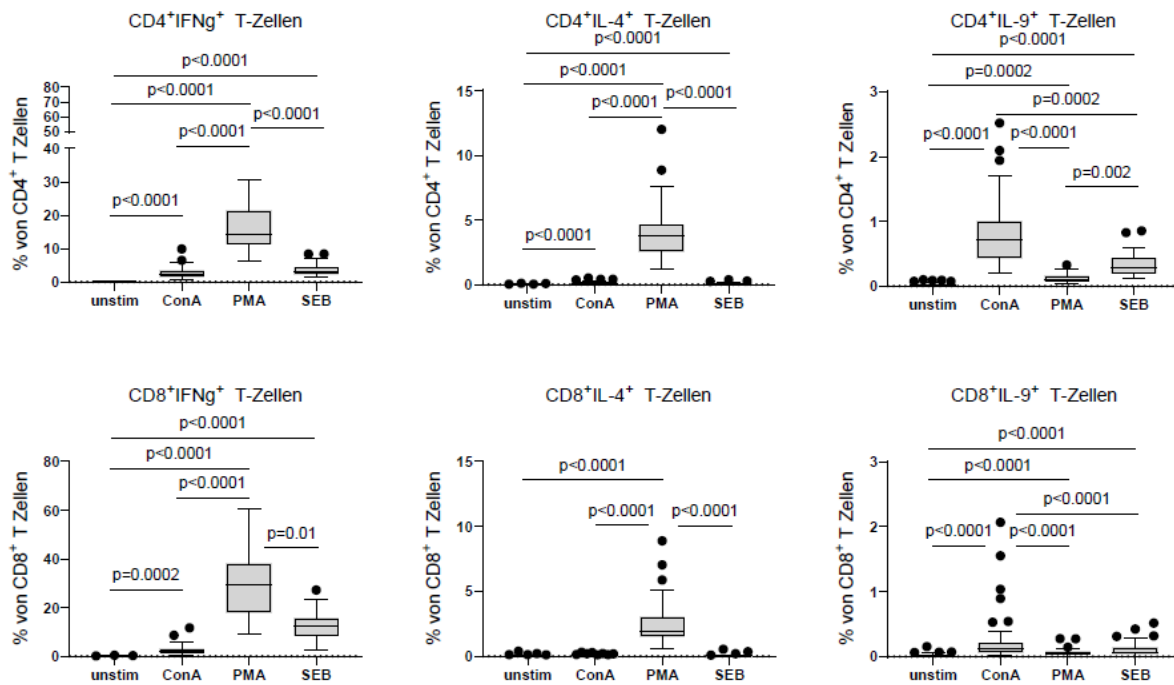 CD4⁺IFNg⁺ T-Zellen
p<0.0001
p<0.0001
p<0.0001
p<0.0001
p<0.0001
% von CD4⁺ T Zellen
80
70
60
50
40
30
20
10
0
unstim ConA PMA SEB
CD4⁺IL-4⁺ T-Zellen
p<0.0001
p<0.0001
p<0.0001
p<0.0001
p<0.0001
% von CD4⁺ T Zellen
15
10
5
0
unstim ConA PMA SEB
CD4⁺IL-9⁺ T-Zellen
p<0.0001
p=0.0002
p=0.0002
p<0.0001
p<0.0001
p=0.002
% von CD4⁺ T Zellen
3
2
1
0
unstim ConA PMA SEB
CD8⁺IFNg⁺ T-Zellen
p<0.0001
p<0.0001
p<0.0001
p=0.01
p=0.0002
% von CD8⁺ T Zellen
80
60
40
20
0
unstim ConA PMA SEB
CD8⁺IL-4⁺ T-Zellen
p<0.0001
p<0.0001
p<0.0001
% von CD8⁺ T Zellen
15
10
5
0
unstim ConA PMA SEB
CD8⁺IL-9⁺ T-Zellen
p<0.0001
p<0.0001
p<0.0001
p<0.0001
p<0.0001
% von CD8⁺ T Zellen
3
2
1
0
unstim ConA PMA SEB